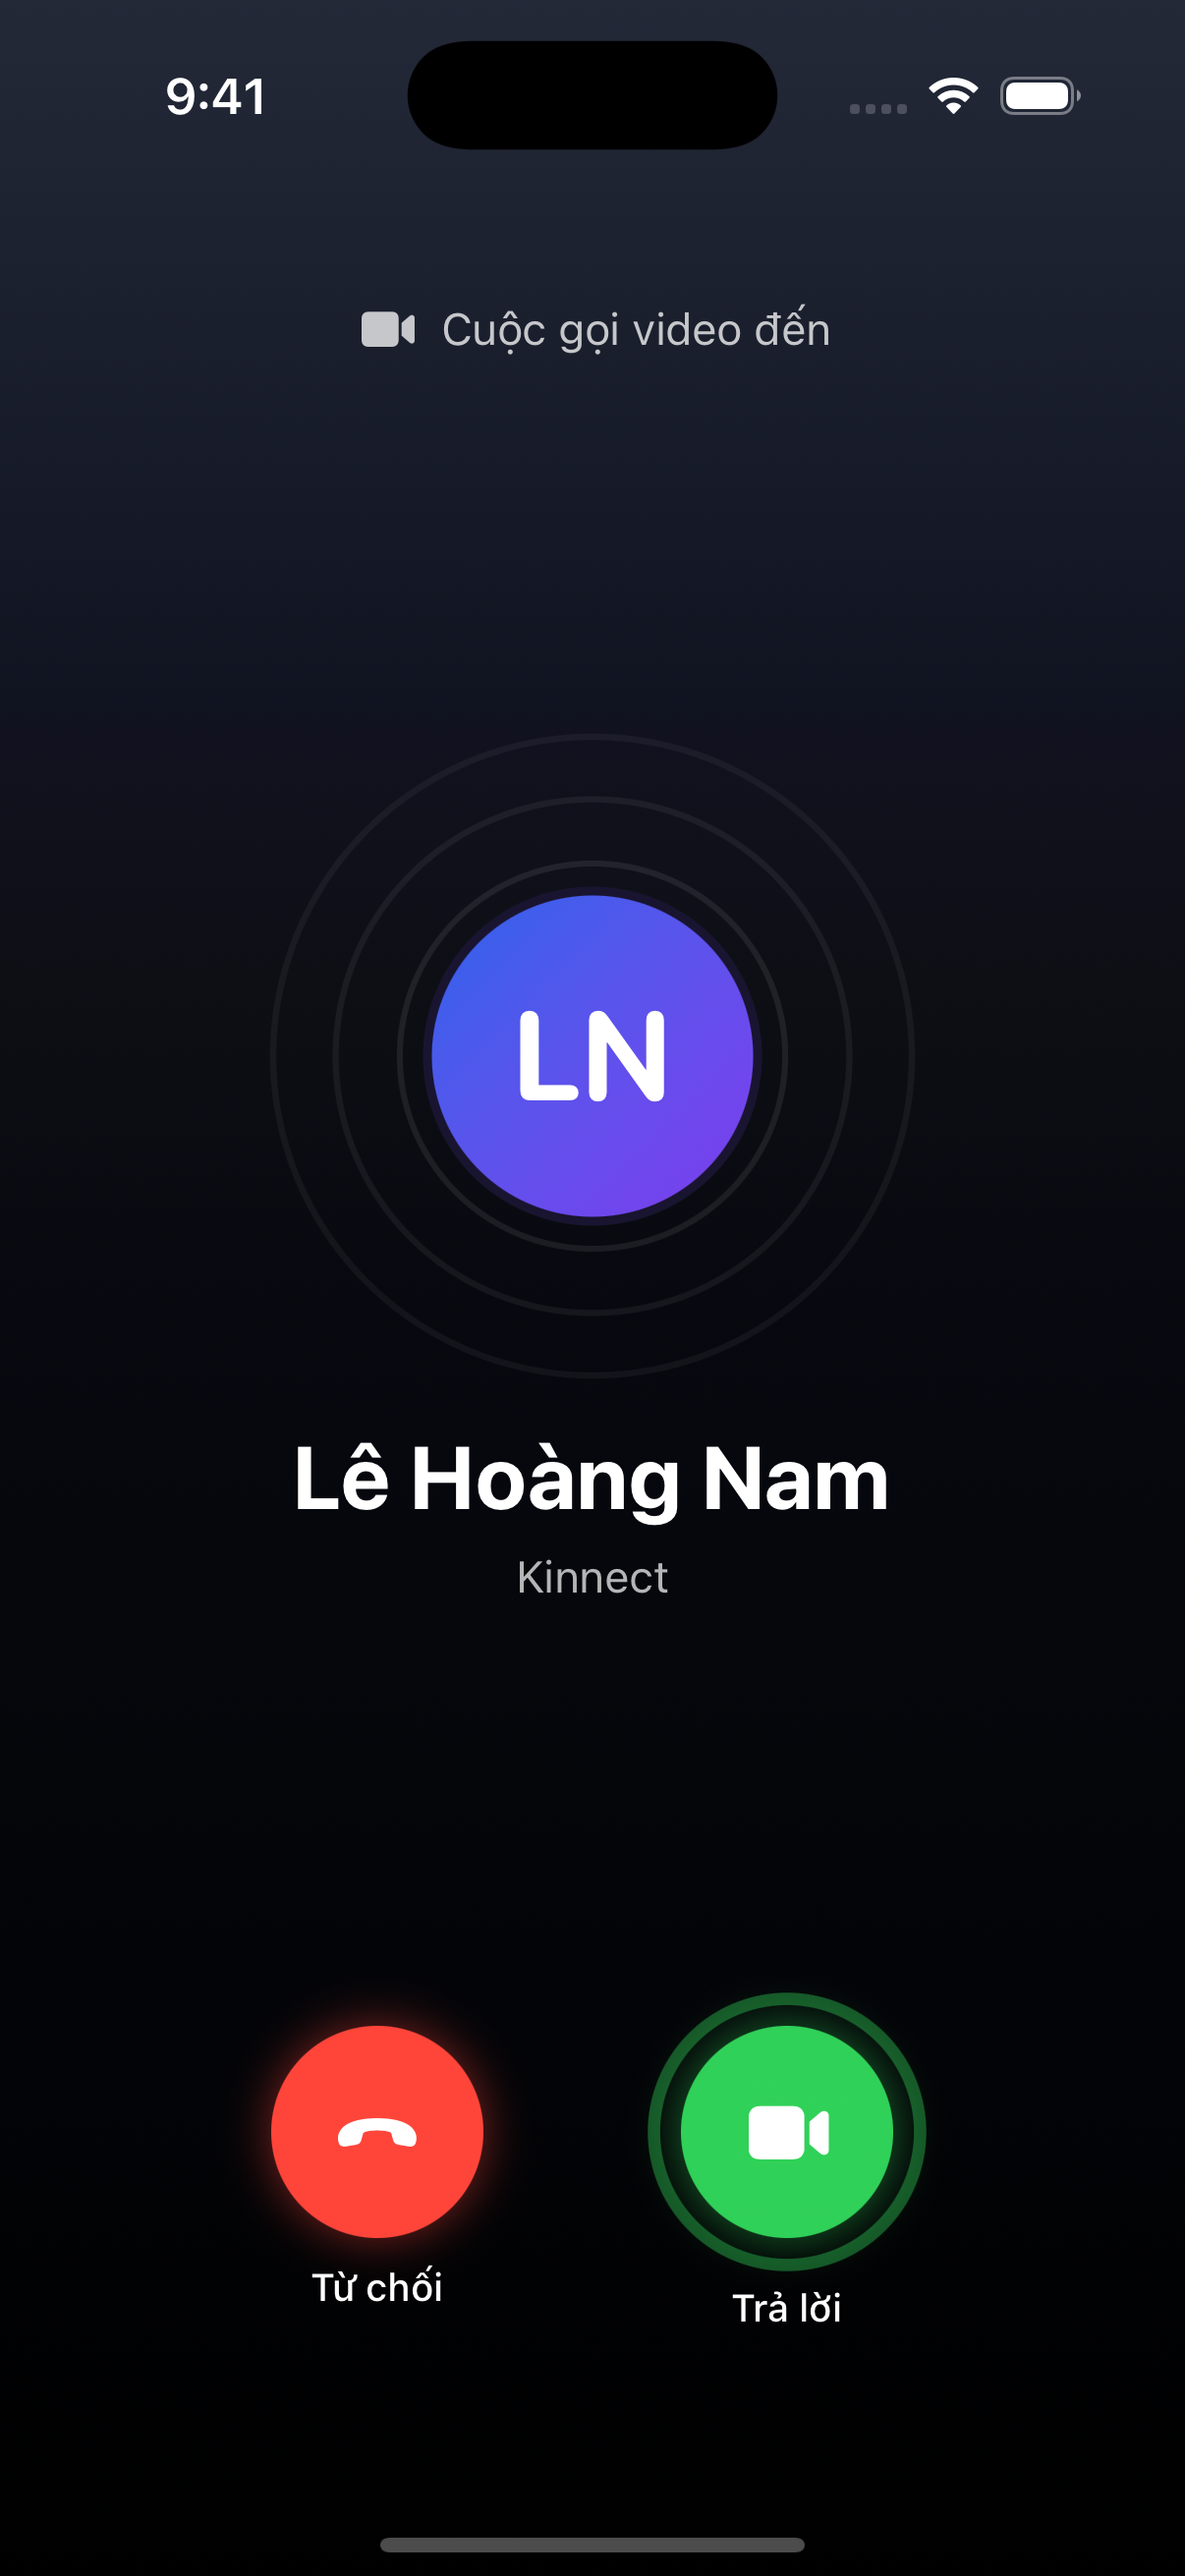 9:41
Cuộc gọi video đến
LN
Lê Hoàng Nam
Kinnect
Từ chối
Trả lời